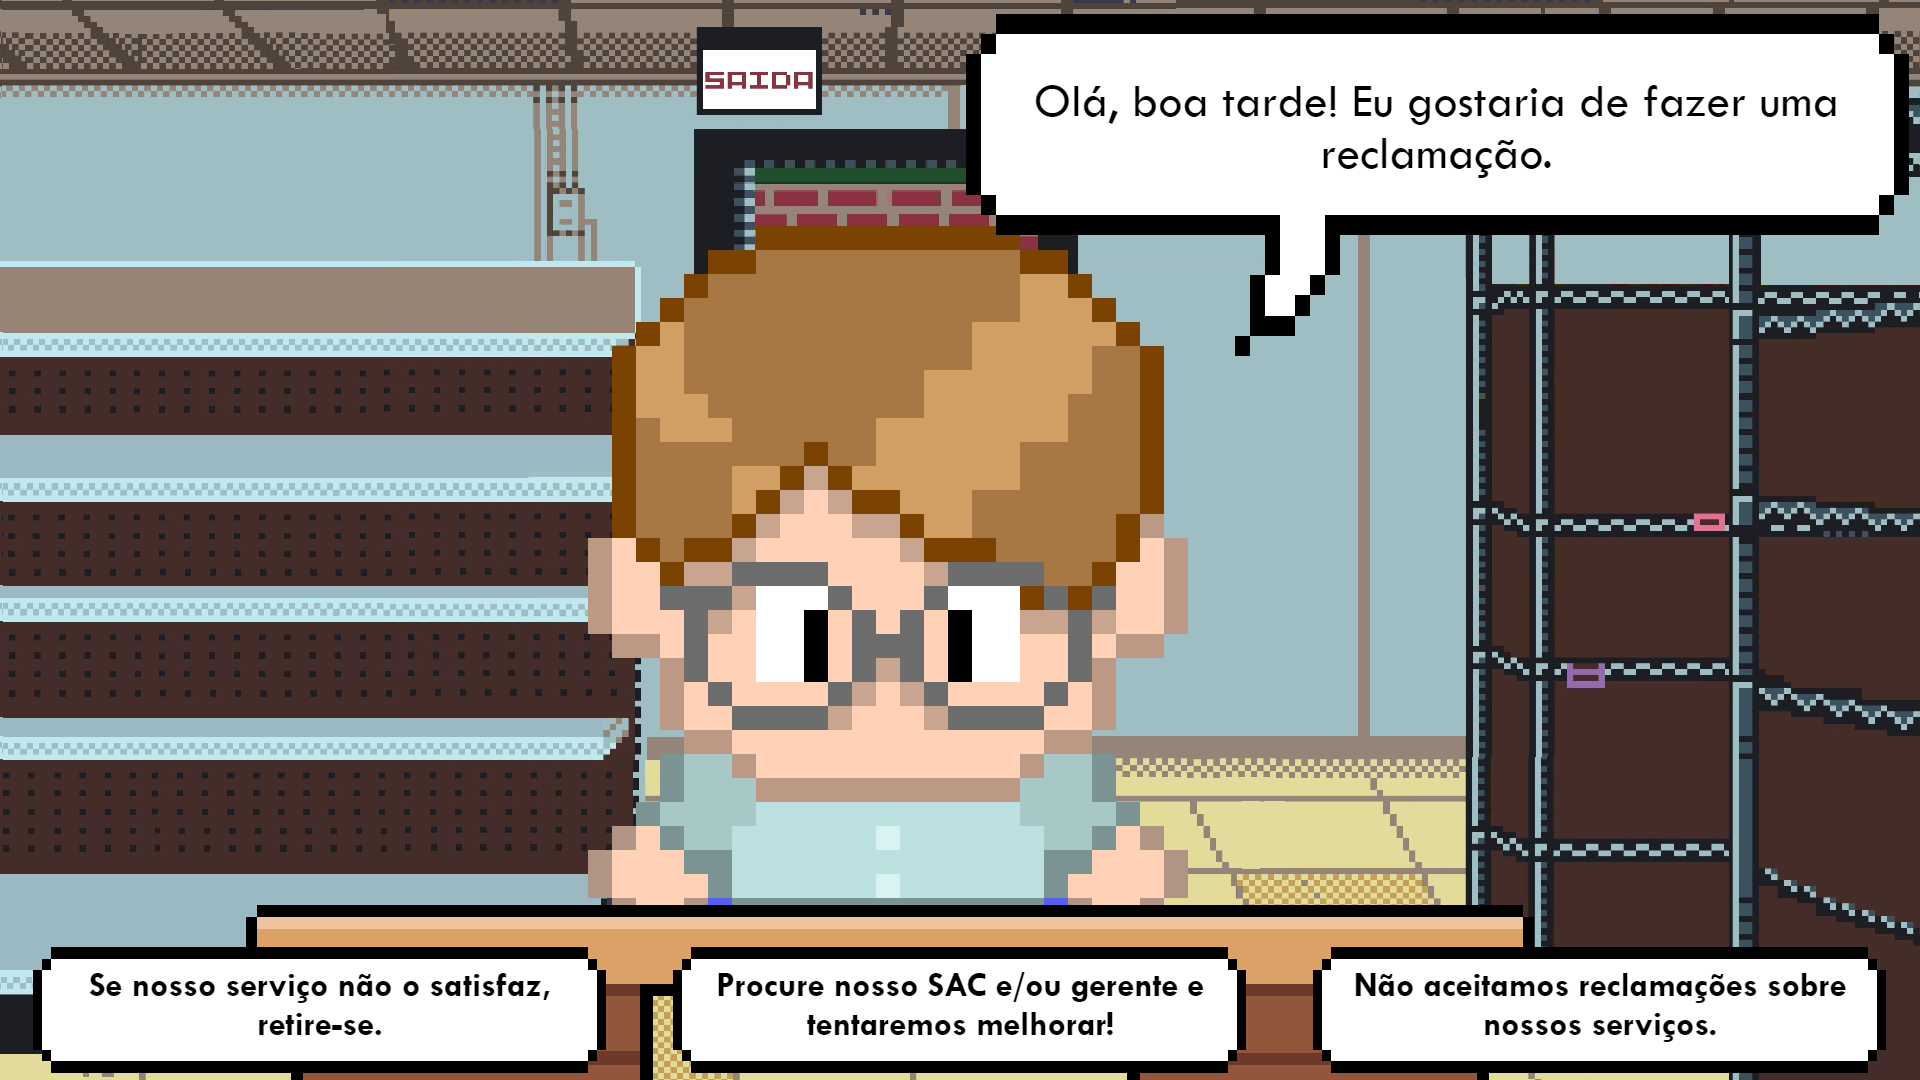 SAIDA
Olá, boa tarde! Eu gostaria de fazer uma
reclamação.
Se nosso serviço não o satisfaz,
retire-se.
Procure nosso SAC e/ou gerente e
tentaremos melhorar!
Não aceitamos reclamações sobre
nossos serviços.